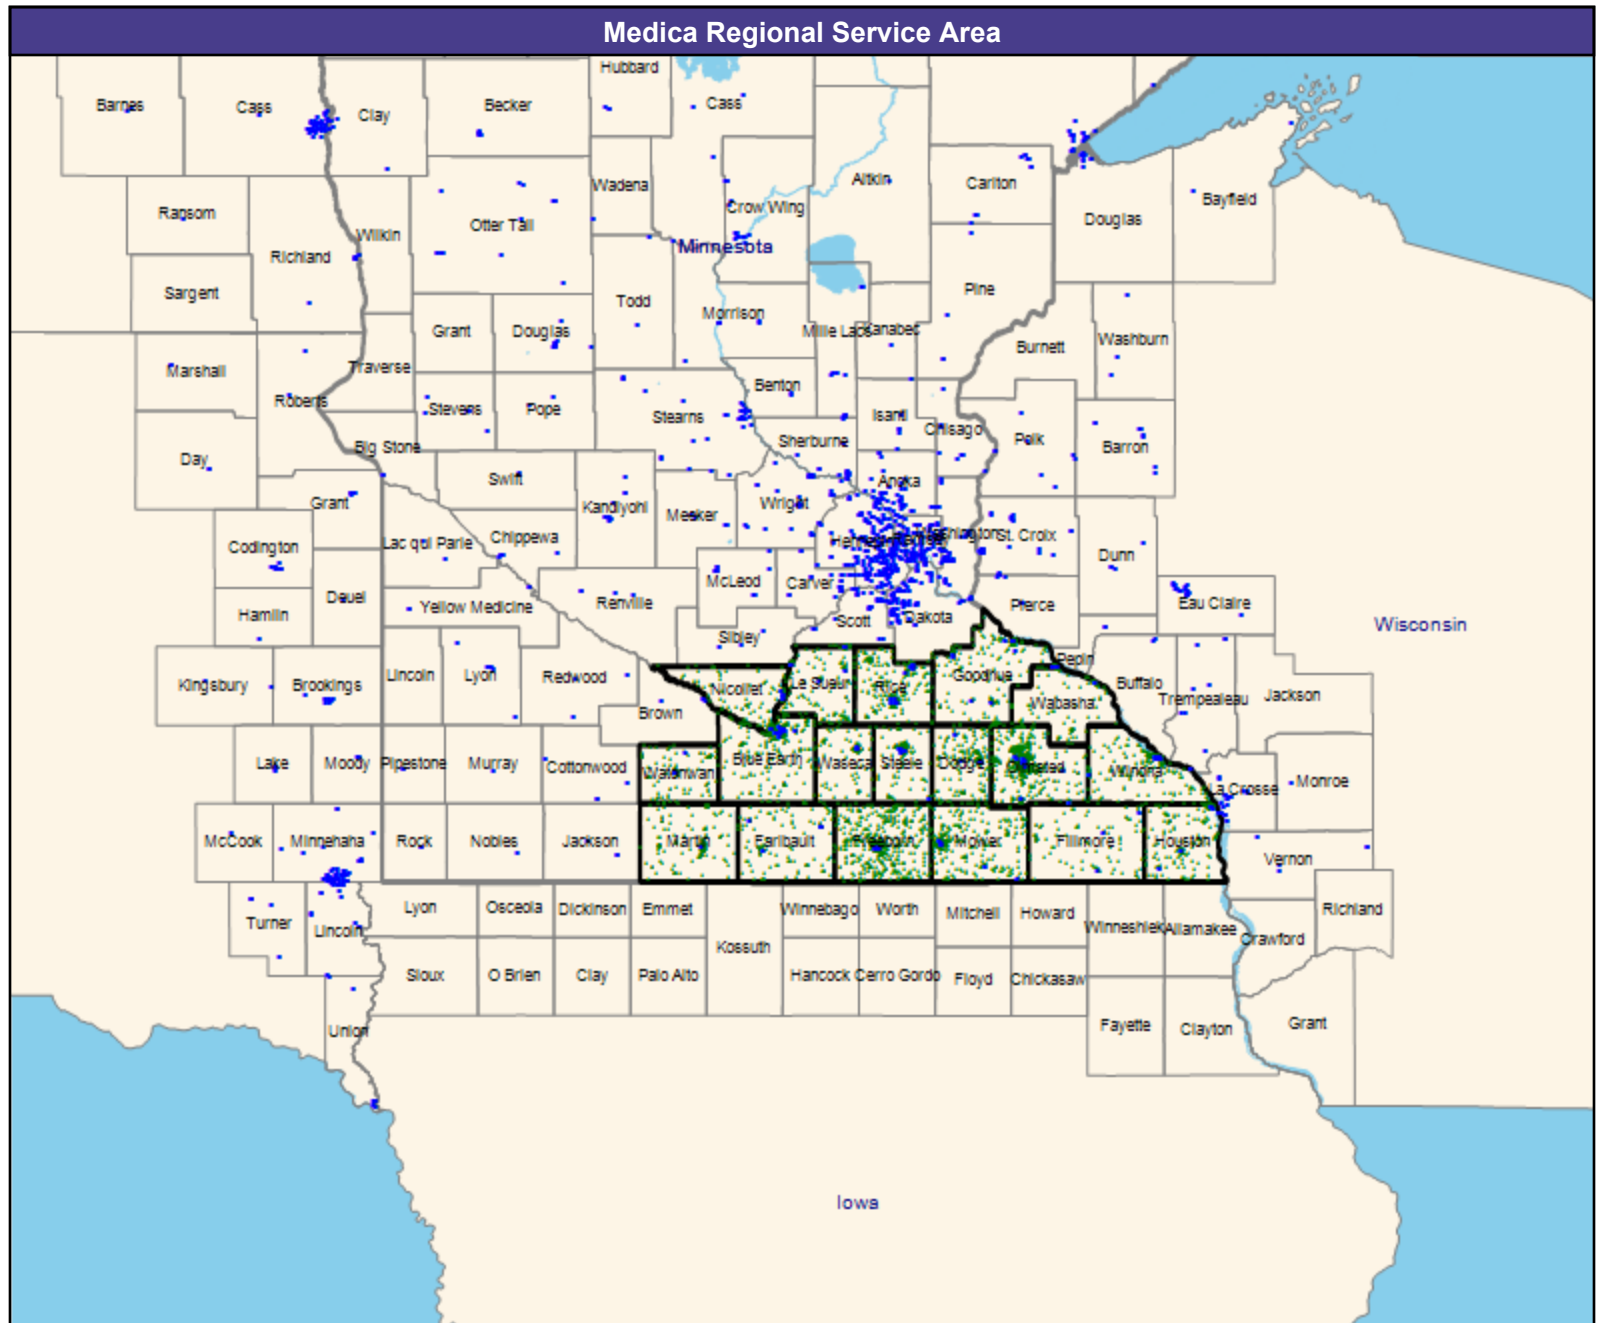 Medica Regional Service Area
Hubbard
Barnes
Cass
Clay
Becker
Cass
Wadena
Aitkin
Carlton
Ransom
Crow Wing
Bayfield
Douglas
Otter Tail
Wilkin
Minnesota
Richland
Sargent
Pine
Todd
Morrison
Grant
Douglas
Mille Lacs
Kanabec
Washburn
Burnett
Marshall
Traverse
Benton
Roberts
Stevens
Pope
Stearns
Isanti
Chisago
Polk
Sherburne
Barron
Big Stone
Day
Swift
Anoka
Grant
Kandiyohi
Wright
Meeker
Codington
Lac qui Parle
Chippewa
Washington
St. Croix
Dunn
McLeod
Carver
Deuel
Yellow Medicine
Renville
Pierce
Eau Claire
Hamlin
Scott
Dakota
Wisconsin
Sibley
Pepin
Kingsbury
Brookings
Lincoln
Lyon
Redwood
Nicollet
Le Sueur
Rice
Goodhue
Buffalo
Trempealeau
Jackson
Brown
Wabasha
Lake
Moody
Pipestone
Murray
Cottonwood
Watonwan
Blue Earth
Waseca
Steele
Dodge
Olmsted
Winona
La Crosse
Monroe
McCook
Minnehaha
Rock
Nobles
Jackson
Martin
Faribault
Freeborn
Mower
Fillmore
Houston
Vernon
Turner
Lincoln
Lyon
Osceola
Dickinson
Emmet
Winnebago
Worth
Mitchell
Howard
Winneshiek
Allamakee
Crawford
Richland
Kossuth
Sioux
O Brien
Clay
Palo Alto
Hancock
Cerro Gordo
Floyd
Chickasaw
Union
Fayette
Clayton
Grant
Iowa